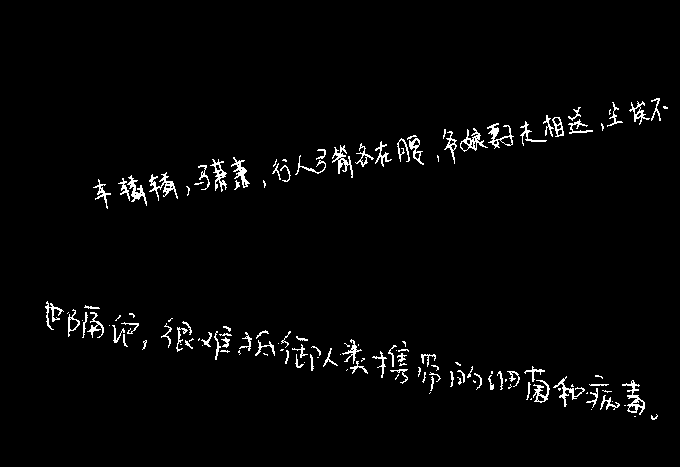 车辚辚,马萧萧,行人弓箭各在腰,爷娘妻子走相送,尘埃不
也隔绝,很难抵御人类携带的细菌和病毒。